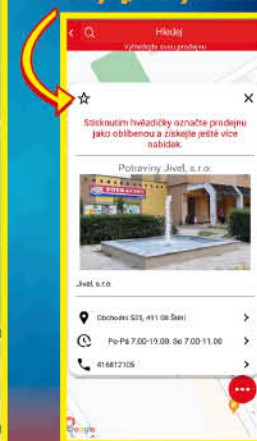 Hledej
Vyhledejte svou prodejnu
Stisknutím hvězdičky označte prodejnu
jako oblíbenou a získejte ještě více
nabídek.
Potraviny Jivel, s.r.o.
POTRAVINY
Jivel, s.r.o.
Obchodní 533, 411 08 Štětí
Po-Pá 7.00-19.00. So 7.00-11.00
416812105
Google